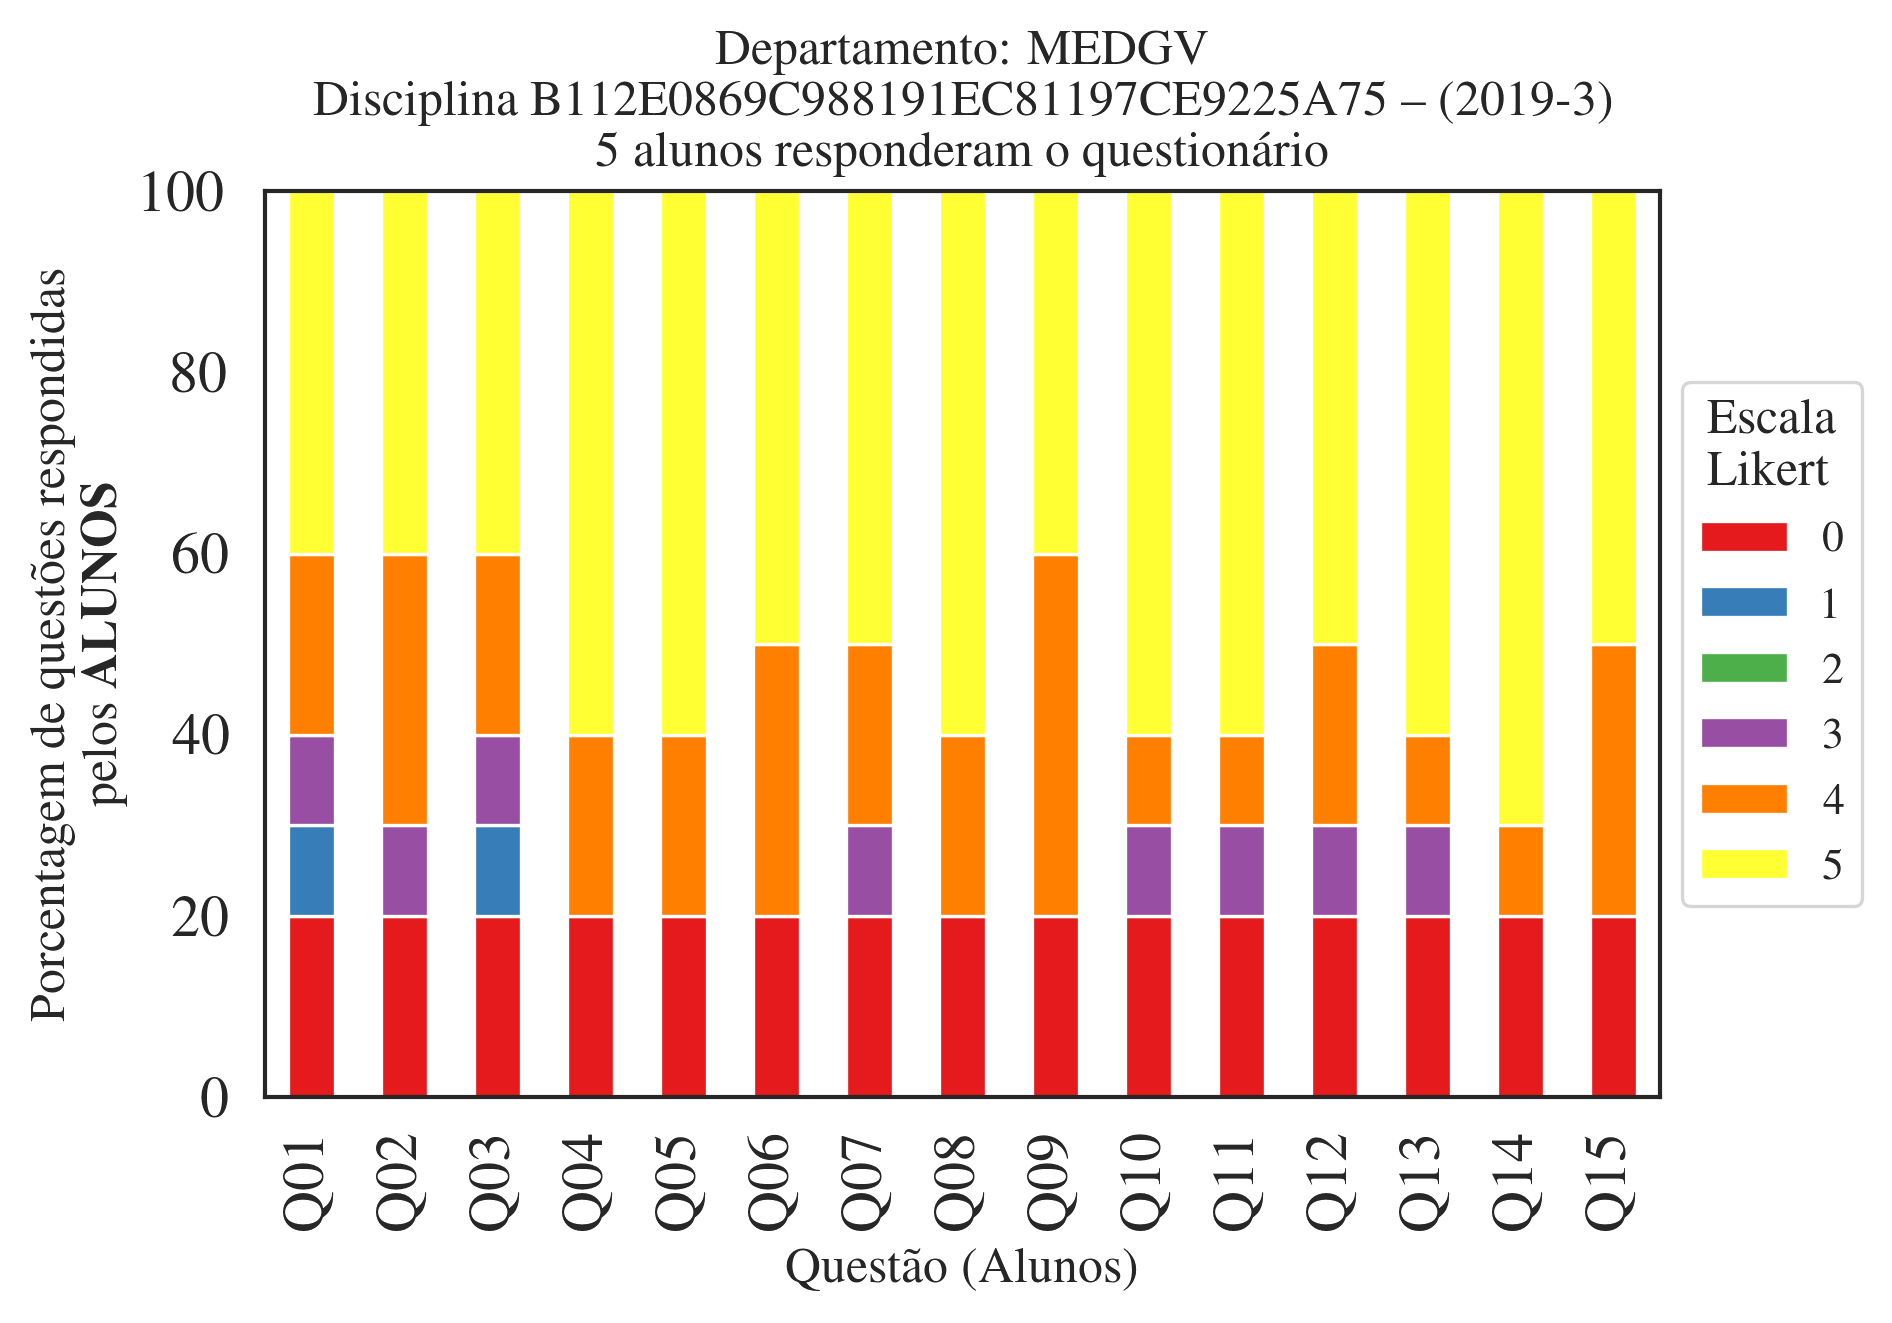 Departamento: MEDGV
Disciplina B112E0869C988191EC81197CE9225A75 – (2019-3)
5 alunos responderam o questionário
100
80
60
40
20
0
Porcentagem de questões respondidas
pelos ALUNOS
Q01
Q02
Q03
Q04
Q05
Q06
Q07
Q08
Q09
Q10
Q11
Q12
Q13
Q14
Q15
Questão (Alunos)
Escala
Likert
0
1
2
3
4
5